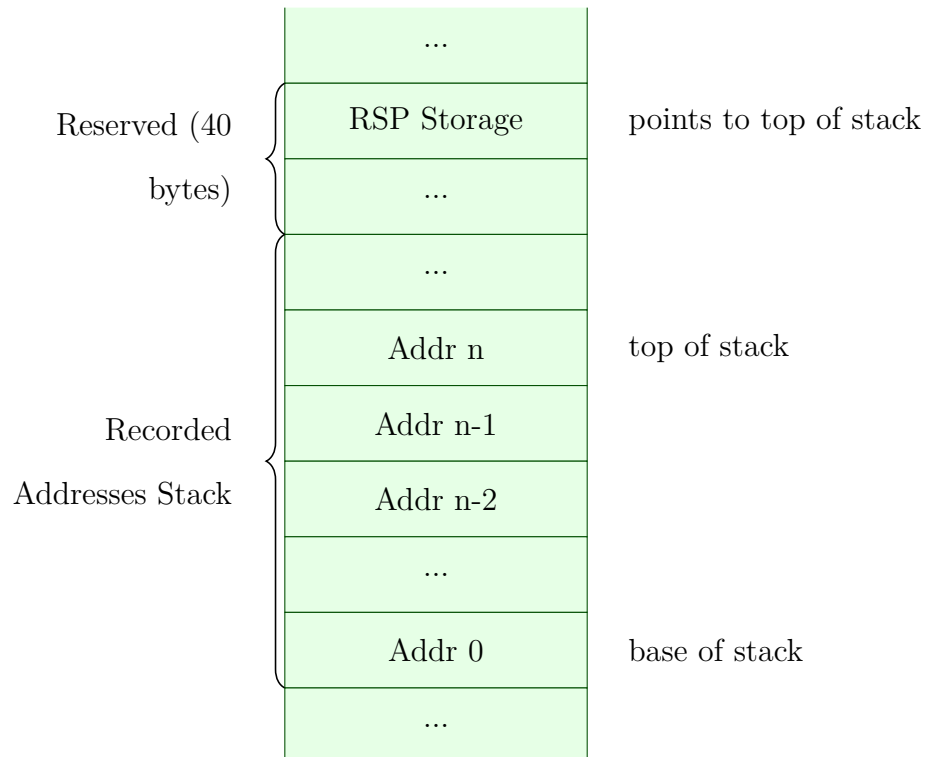 ...
Reserved (40
bytes)
RSP Storage
points to top of stack
...
...
Addr n
top of stack
Recorded
Addresses Stack
Addr n-1
Addr n-2
...
Addr 0
base of stack
...